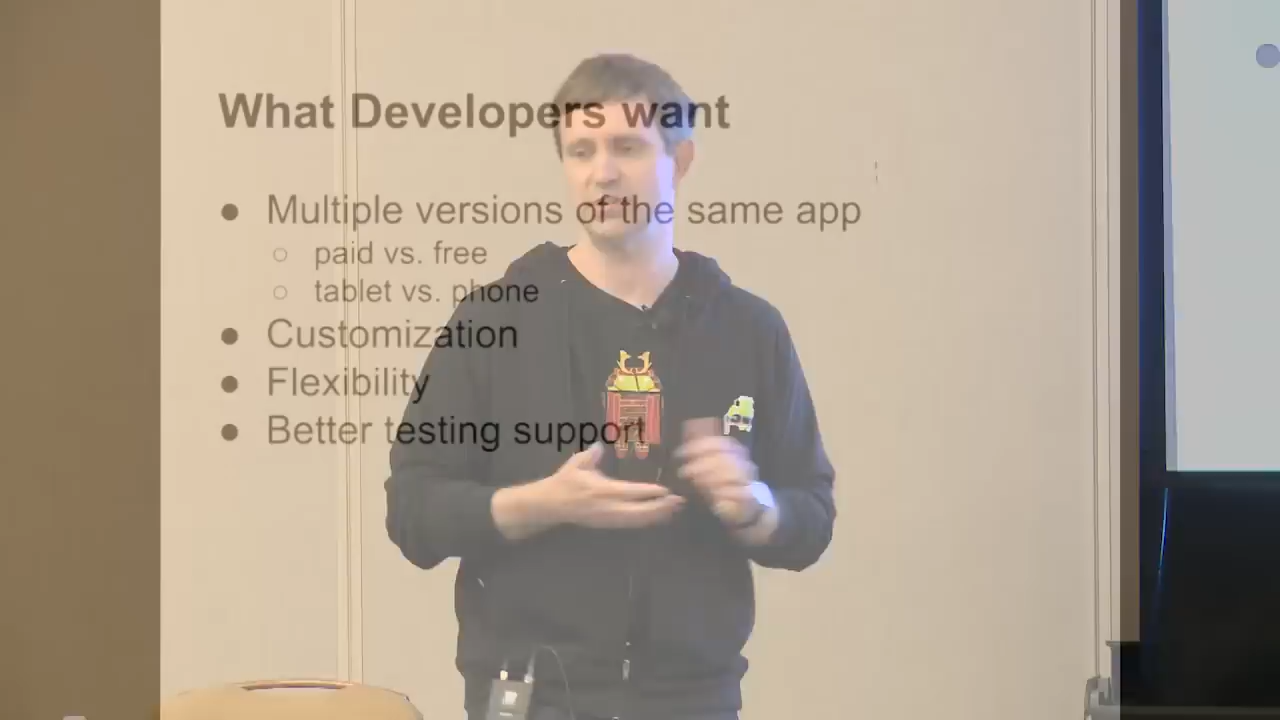 What Developers want
● Multiple versions of the same app
○ paid vs. free
○ tablet vs. phone
● Customization
● Flexibility
● Better testing support